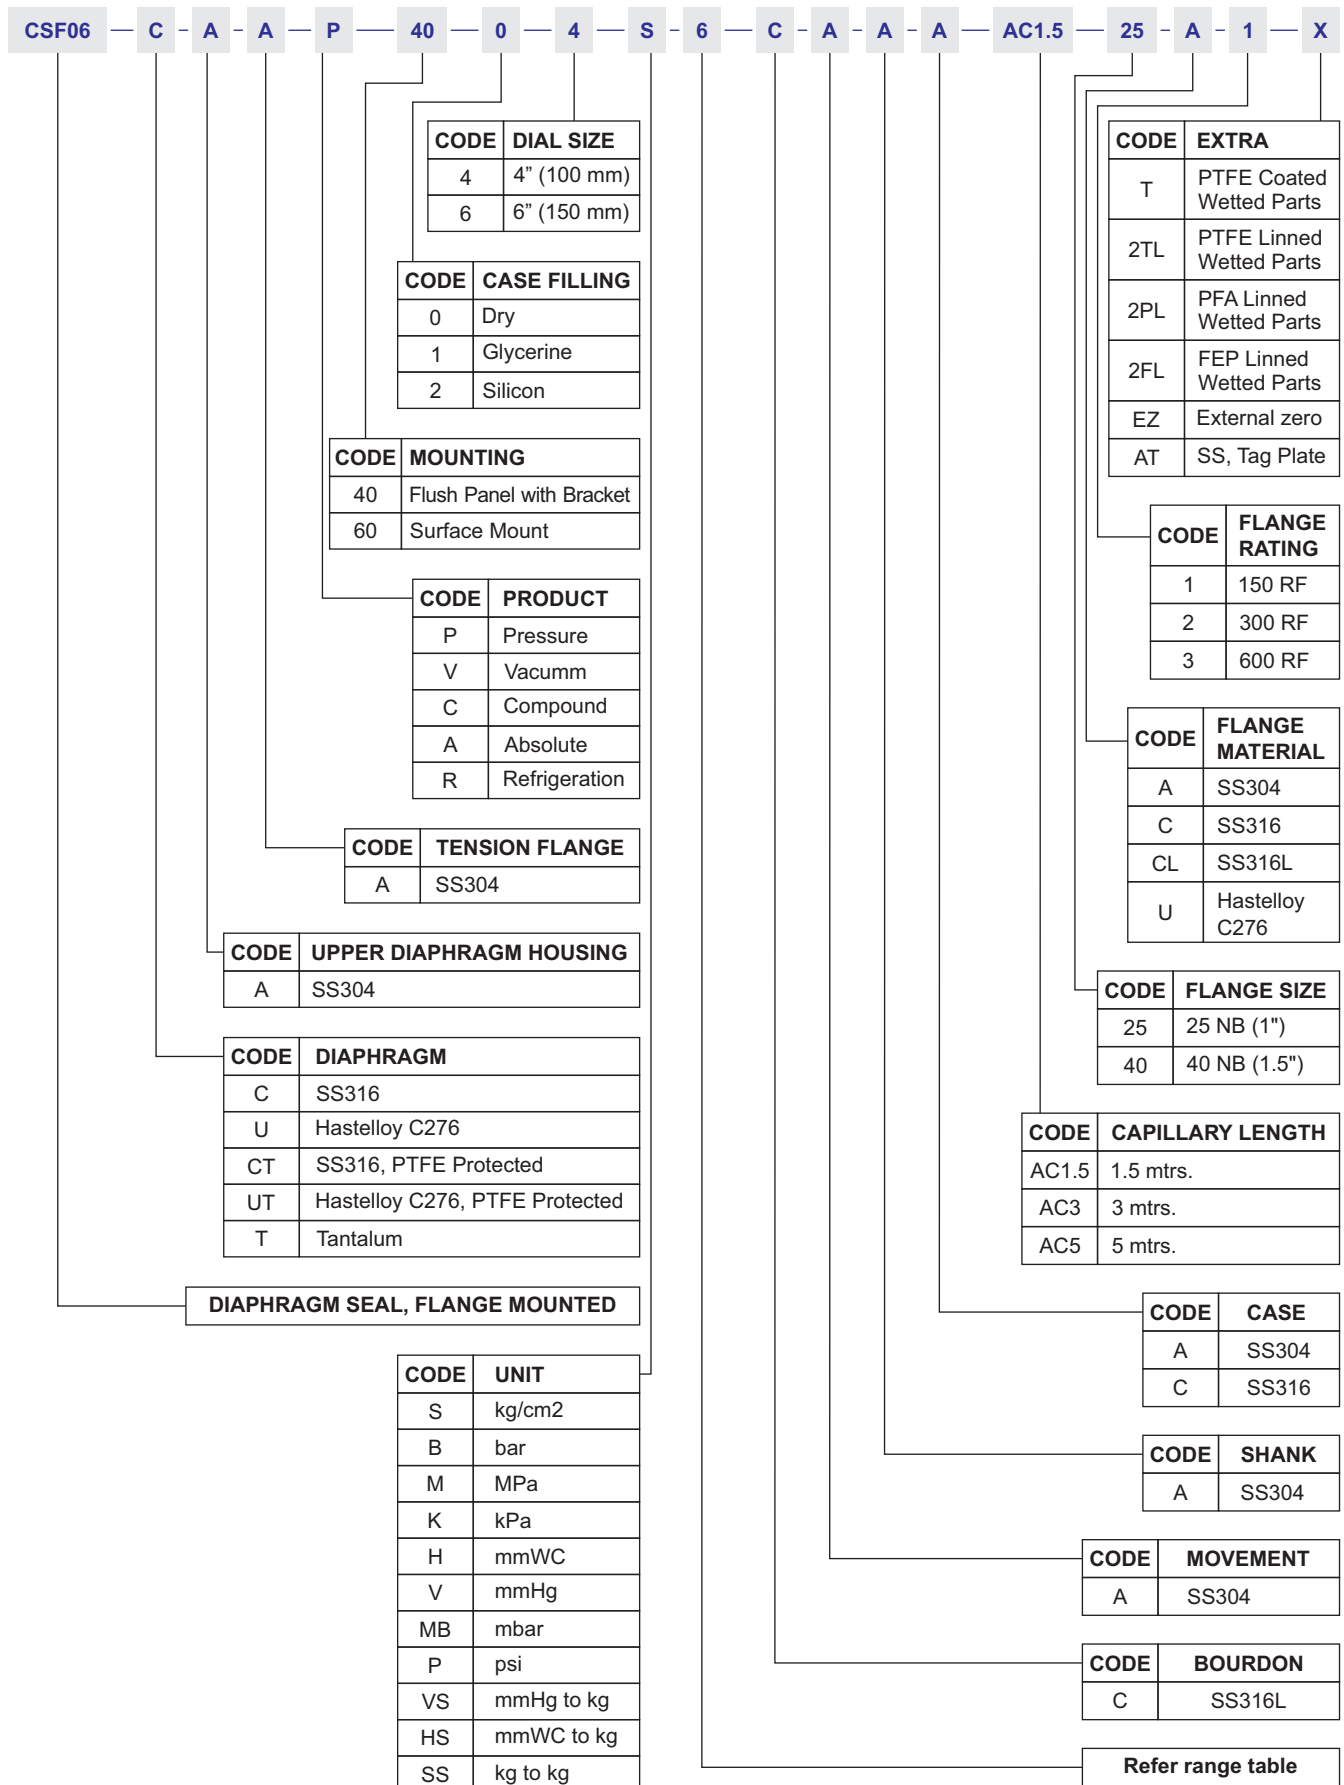 CSF06 — C - A - A — P — 40 — 0 — 4 — S - 6 — C - A - A - A — AC1.5 — 25 - A - 1 — X
CODE DIAL SIZE
4 4” (100 mm)
6 6” (150 mm)
CODE CASE FILLING
0 Dry
1 Glycerine
2 Silicon
CODE MOUNTING
40 Flush Panel with Bracket
60 Surface Mount
CODE PRODUCT
P Pressure
V Vacumm
C Compound
A Absolute
R Refrigeration
CODE TENSION FLANGE
A SS304
CODE UPPER DIAPHRAGM HOUSING
A SS304
CODE DIAPHRAGM
C SS316
U Hastelloy C276
CT SS316, PTFE Protected
UT Hastelloy C276, PTFE Protected
T Tantalum
DIAPHRAGM SEAL, FLANGE MOUNTED
CODE UNIT
S kg/cm2
B bar
M MPa
K kPa
H mmWC
V mmHg
MB mbar
P psi
VS mmHg to kg
HS mmWC to kg
SS kg to kg
CODE EXTRA
T PTFE Coated
Wetted Parts
2TL PTFE Linned
Wetted Parts
2PL PFA Linned
Wetted Parts
2FL FEP Linned
Wetted Parts
EZ External zero
AT SS, Tag Plate
CODE FLANGE
RATING
1 150 RF
2 300 RF
3 600 RF
CODE FLANGE
MATERIAL
A SS304
C SS316
CL SS316L
U Hastelloy
C276
CODE FLANGE SIZE
25 25 NB (1")
40 40 NB (1.5")
CODE CAPILLARY LENGTH
AC1.5 1.5 mtrs.
AC3 3 mtrs.
AC5 5 mtrs.
CODE CASE
A SS304
C SS316
CODE SHANK
A SS304
CODE MOVEMENT
A SS304
CODE BOURDON
C SS316L
Refer range table